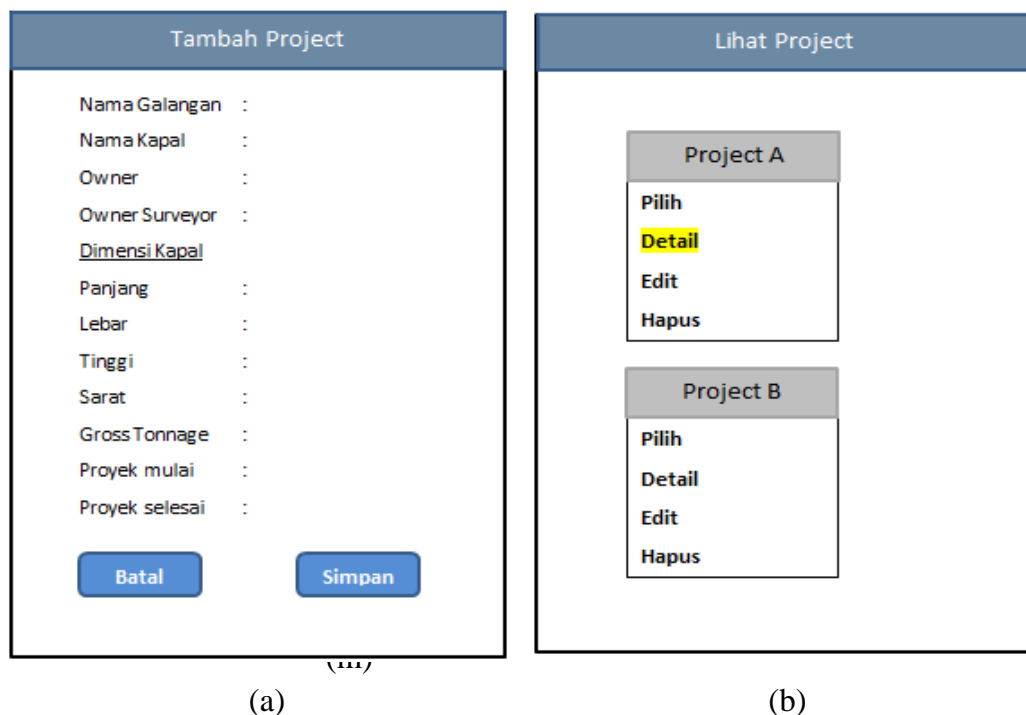 Tambah Project
Nama Galangan :
Nama Kapal :
Owner :
Owner Surveyor :
Dimensi Kapal
Panjang :
Lebar :
Tinggi :
Sarat :
Gross Tonnage :
Proyek mulai :
Proyek selesai :
Batal Simpan
(a)
Lihat Project
Project A
Pilih
Detail
Edit
Hapus
Project B
Pilih
Detail
Edit
Hapus
(b)